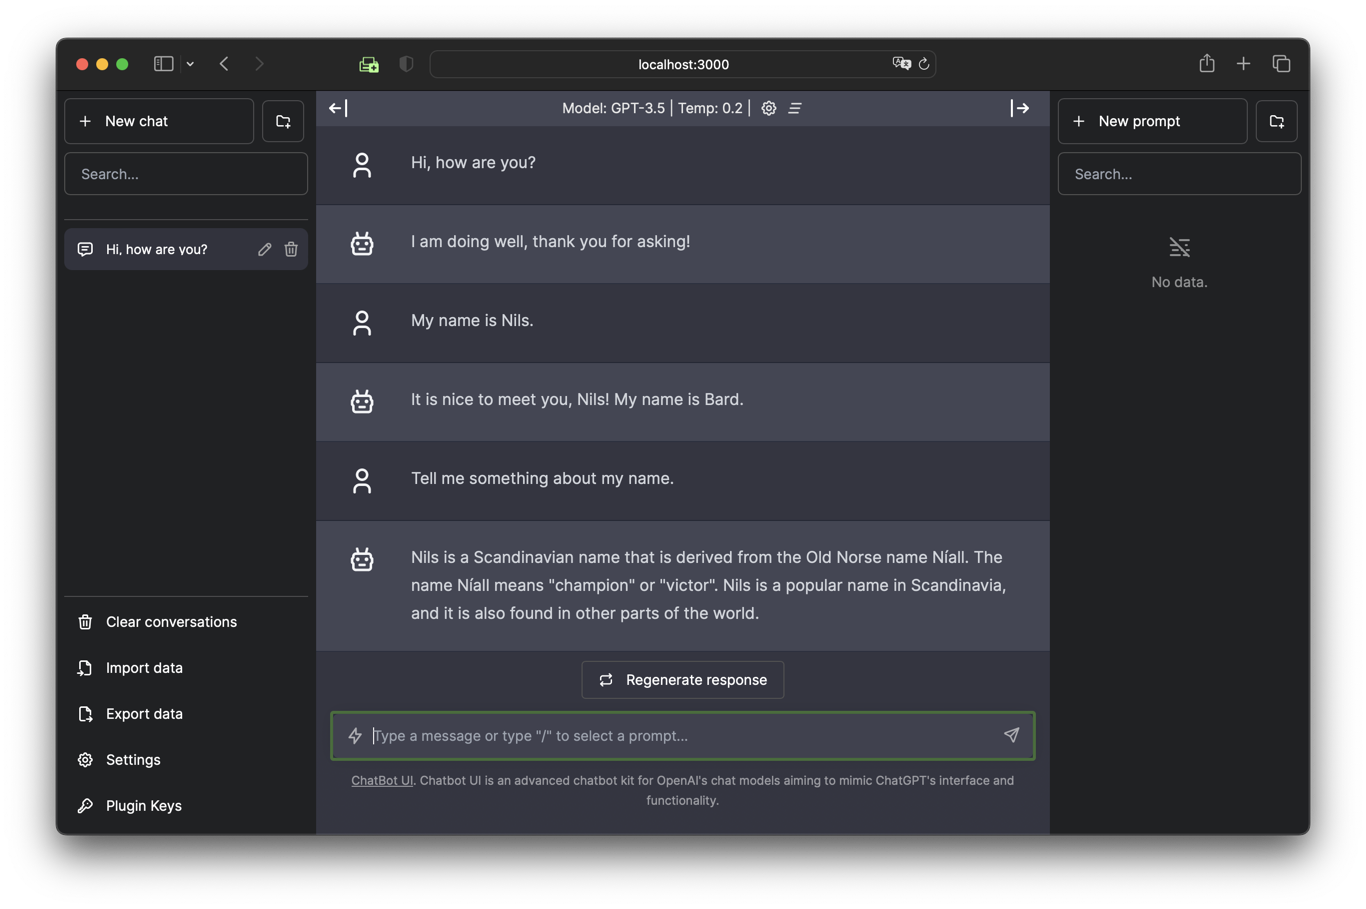 localhost:3000
New chat
Search...
Hi, how are you?
Clear conversations
Import data
Export data
Settings
Plugin Keys
Model: GPT-3.5 | Temp: 0.2 |
Hi, how are you?
I am doing well, thank you for asking!
My name is Nils.
It is nice to meet you, Nils! My name is Bard.
Tell me something about my name.
Nils is a Scandinavian name that is derived from the Old Norse name Níall. The
name Níall means "champion" or "victor". Nils is a popular name in Scandinavia,
and it is also found in other parts of the world.
Regenerate response
Type a message or type "/" to select a prompt...
ChatBot UI. Chatbot UI is an advanced chatbot kit for OpenAI's chat models aiming to mimic ChatGPT's interface and
functionality.
New prompt
Search...
No data.